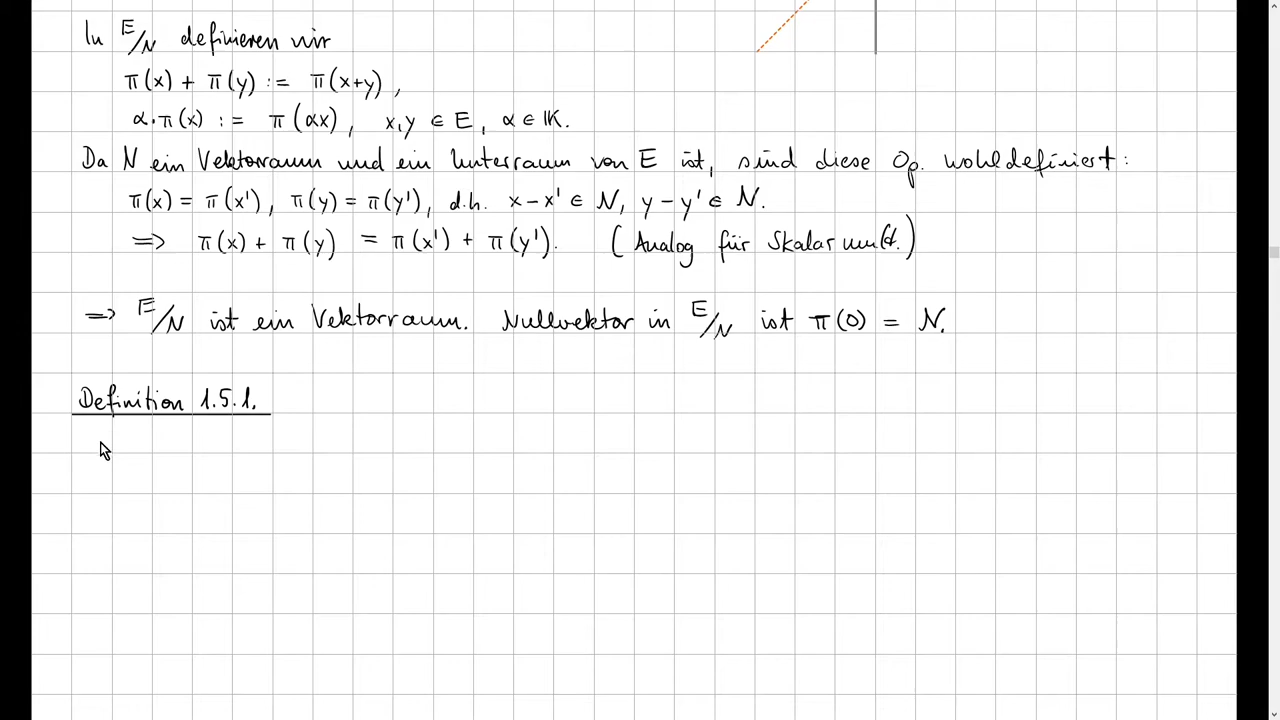 In E/N definieren wir
π(x) + π(y) := π(x+y),
α·π(x) := π(αx), x,y ∈ E, α ∈ 𝕂.
Da N ein Vektorraum und ein Unterraum von E ist, sind diese Op. wohldefiniert:
π(x) = π(x'), π(y) = π(y'), d.h. x-x' ∈ N, y-y' ∈ N.
⟹ π(x) + π(y) = π(x') + π(y'). (Analog für Skalarmult.)
⟹ E/N ist ein Vektorraum. Nullvektor in E/N ist π(0) = N.
Definition 1.5.1.